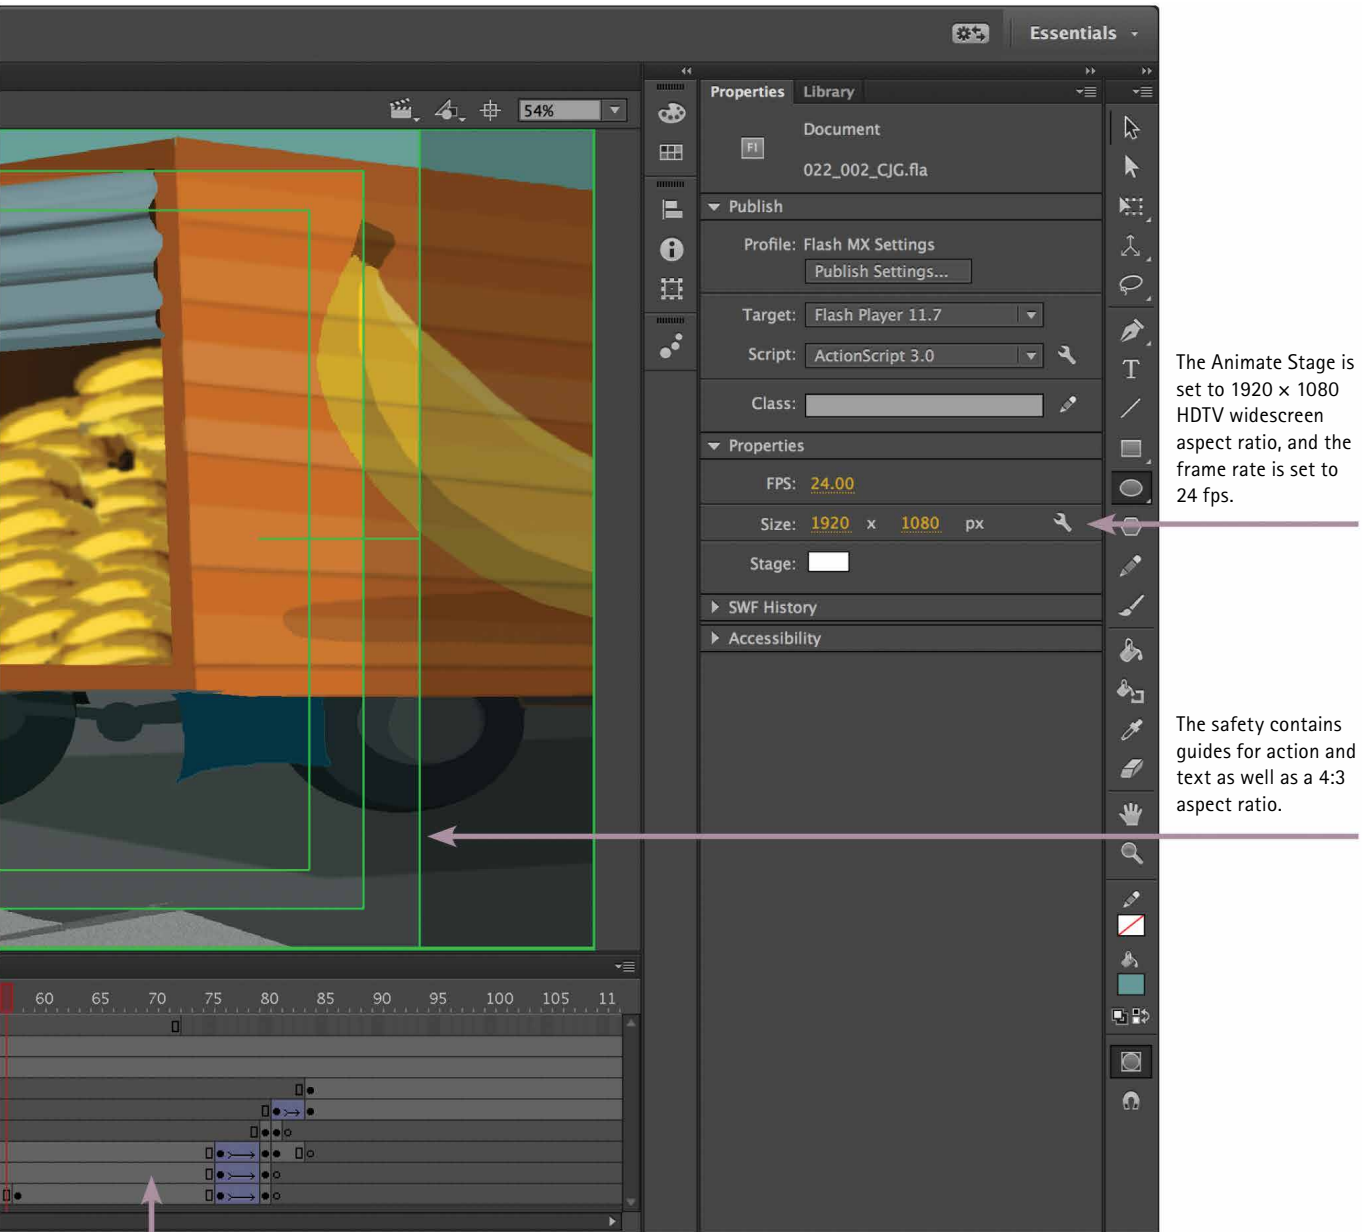 Essentials
54%
Properties Library
Document
Fl
022_002_CJG.fla
Publish
Profile: Flash MX Settings
Publish Settings...
Target: Flash Player 11.7
Script: ActionScript 3.0
Class:
Properties
FPS: 24.00
Size: 1920 x 1080 px
Stage:
SWF History
Accessibility
T
The Animate Stage is
set to 1920 × 1080
HDTV widescreen
aspect ratio, and the
frame rate is set to
24 fps.
The safety contains
guides for action and
text as well as a 4:3
aspect ratio.
60 65 70 75 80 85 90 95 100 105 11